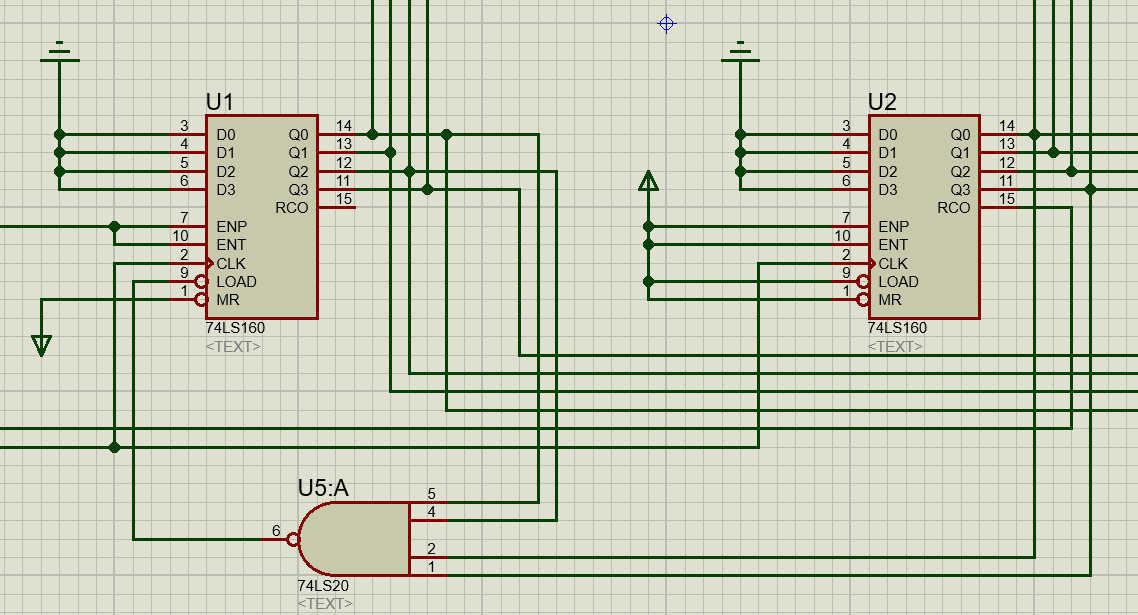 U1
3 D0 Q0 14
4 D1 Q1 13
5 D2 Q2 12
6 D3 Q3 11
RCO 15
7 ENP
10 ENT
2 CLK
9 LOAD
1 MR
74LS160
<TEXT>
U2
3 D0 Q0 14
4 D1 Q1 13
5 D2 Q2 12
6 D3 Q3 11
RCO 15
7 ENP
10 ENT
2 CLK
9 LOAD
1 MR
74LS160
<TEXT>
U5:A
5
4
6
2
1
74LS20
<TEXT>